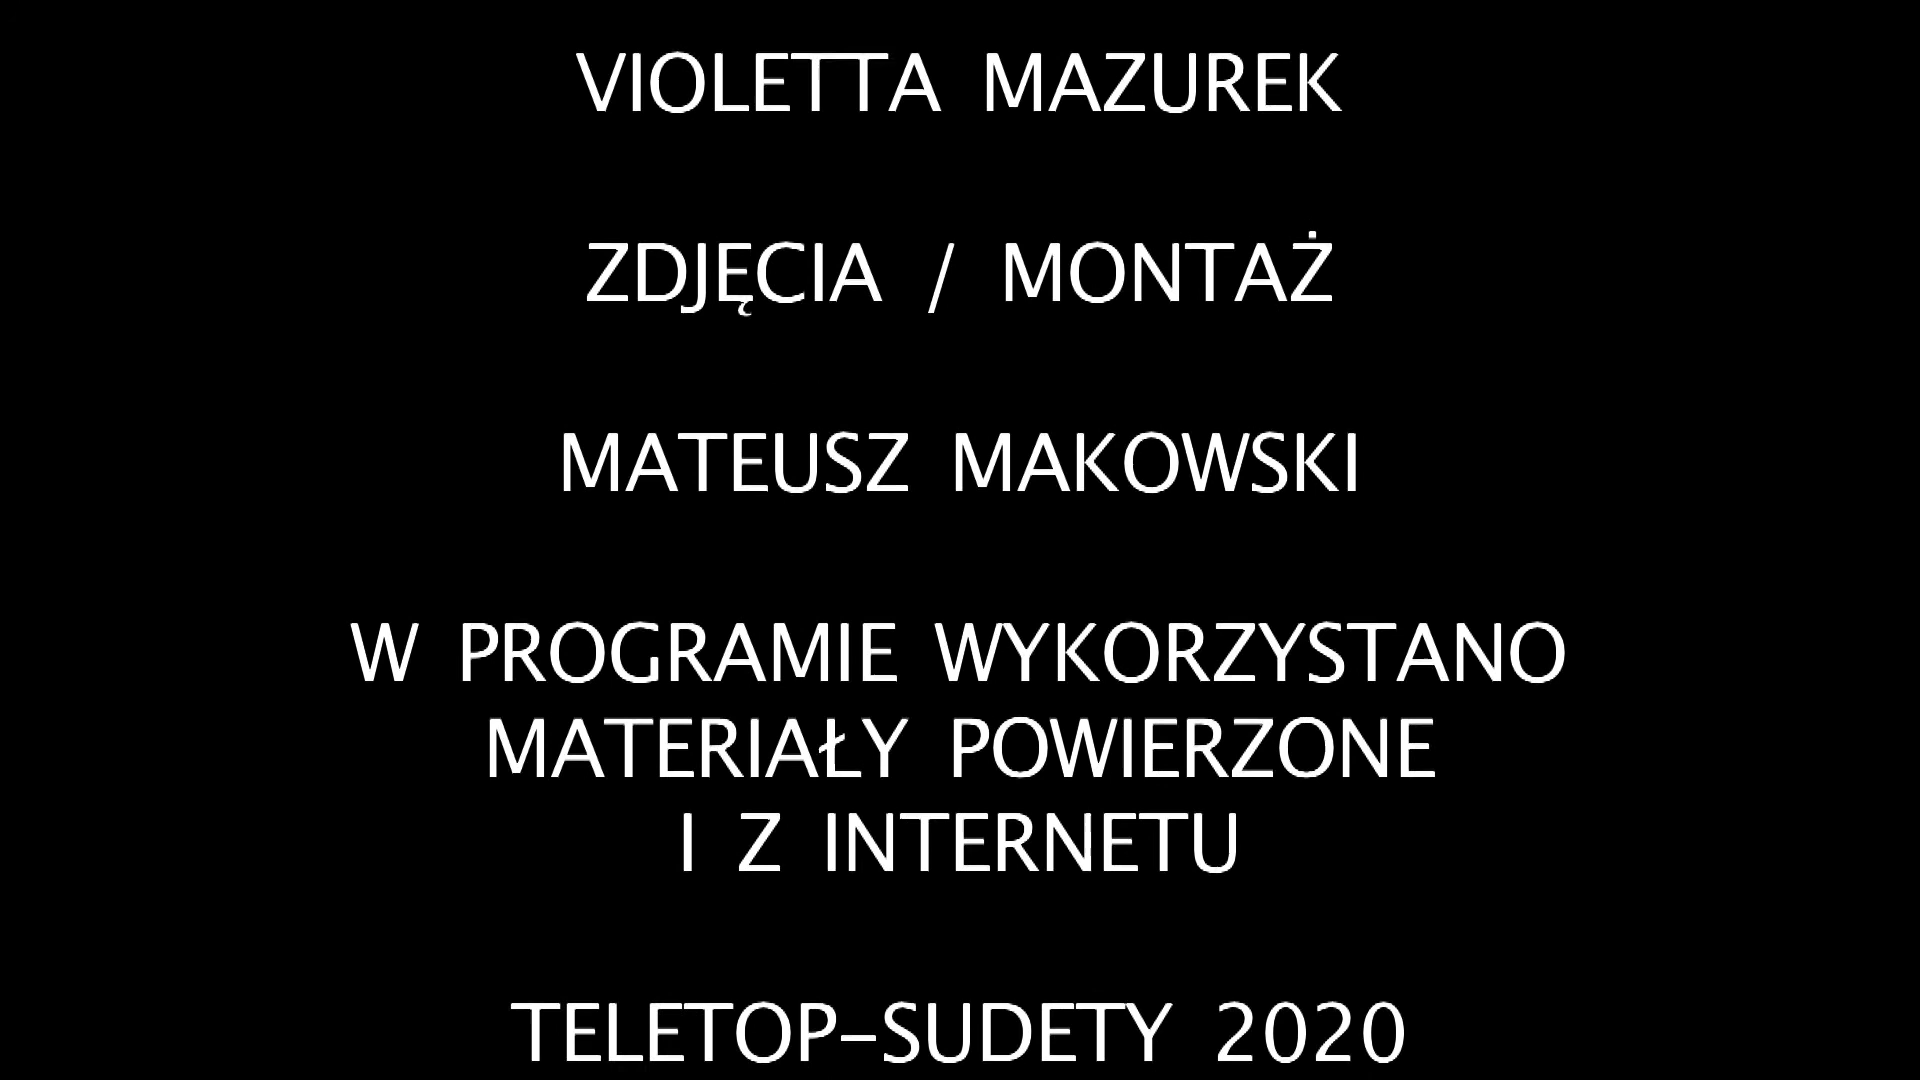 VIOLETTA MAZUREK
ZDJĘCIA / MONTAŻ
MATEUSZ MAKOWSKI
W PROGRAMIE WYKORZYSTANO
MATERIAŁY POWIERZONE
I Z INTERNETU
TELETOP-SUDETY 2020